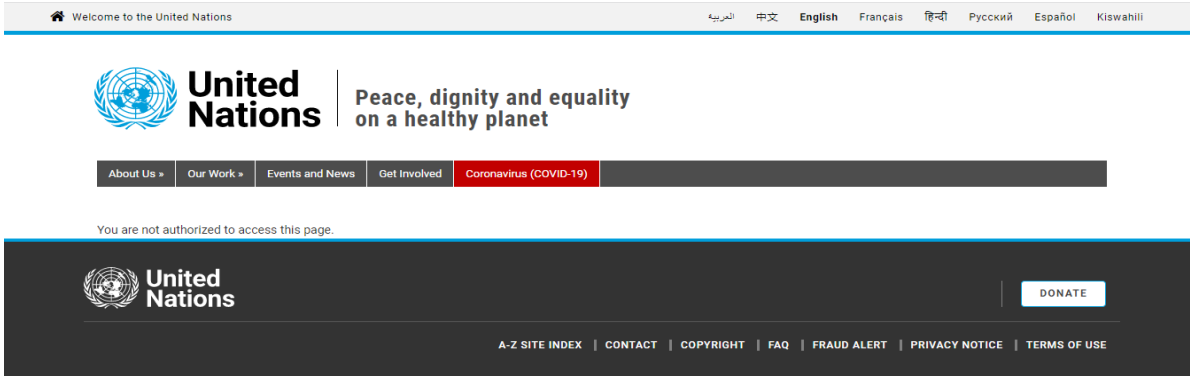 Welcome to the United Nations
العربية 中文 English Français हिन्दी Русский Español Kiswahili
United Nations
Peace, dignity and equality
on a healthy planet
About Us » Our Work » Events and News Get Involved Coronavirus (COVID-19)
You are not authorized to access this page.
United
Nations
DONATE
A-Z SITE INDEX | CONTACT | COPYRIGHT | FAQ | FRAUD ALERT | PRIVACY NOTICE | TERMS OF USE